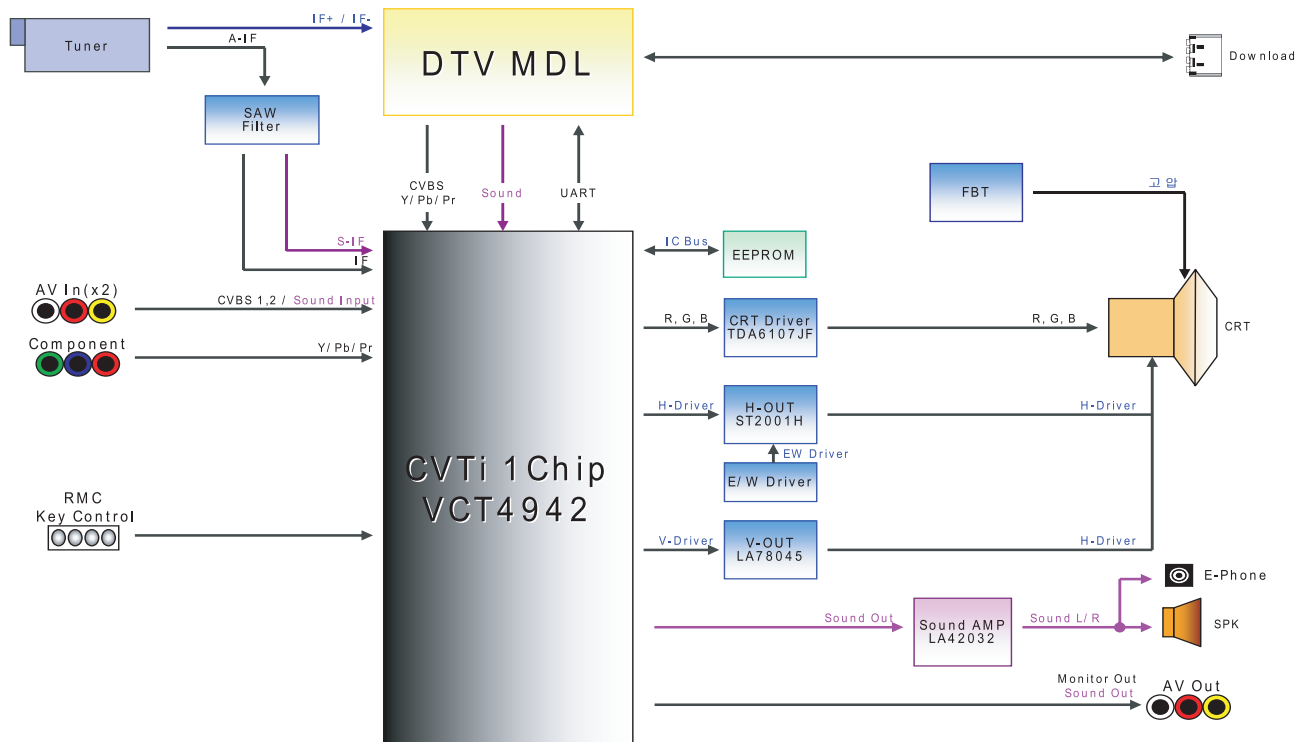 IF+ / IF-
Tuner
A-IF
DTV MDL
Download
SAW
Filter
CVBS
Y/Pb/Pr
Sound
UART
FBT
고압
S-IF
IF
IC Bus
EEPROM
AV In(x2)
CVBS 1,2 / Sound Input
R, G, B
CRT Driver
TDA6107JF
R, G, B
CRT
Component
Y/Pb/Pr
H-Driver
H-OUT
ST2001H
H-Driver
EW Driver
E/W Driver
CVTi 1Chip
VCT4942
RMC
Key Control
V-Driver
V-OUT
LA78045
H-Driver
E-Phone
Sound Out
Sound AMP
LA42032
Sound L/R
SPK
Monitor Out
Sound Out
AV Out